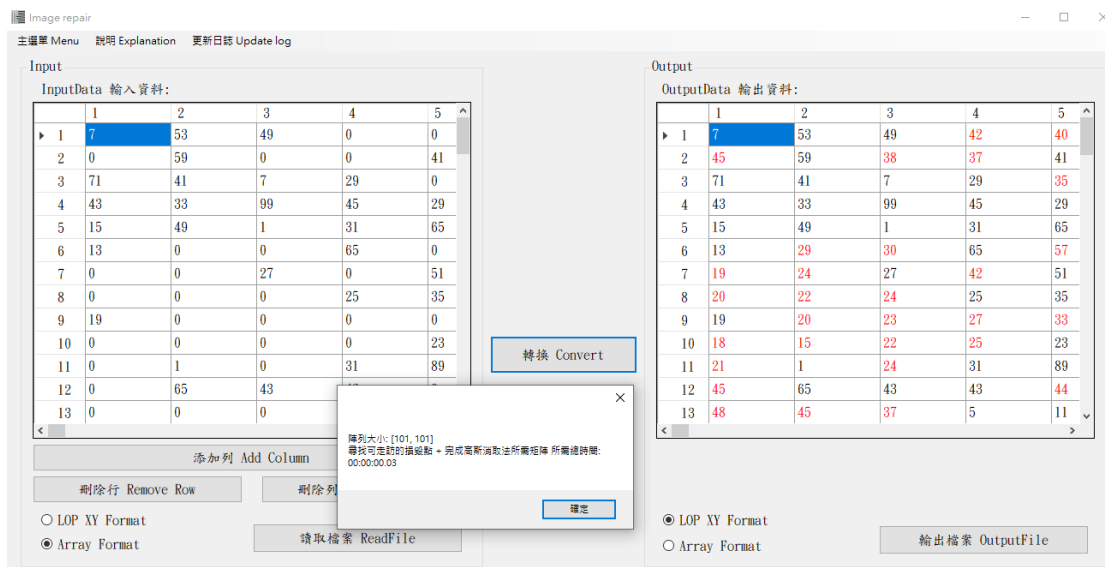 Image repair
主選單 Menu 說明 Explanation 更新日誌 Update log
Input
InputData 輸入資料:
1 2 3 4 5
1 7 53 49 0 0
2 0 59 0 0 41
3 71 41 7 29 0
4 43 33 99 45 29
5 15 49 1 31 65
6 13 0 0 65 0
7 0 0 27 0 51
8 0 0 0 25 35
9 19 0 0 0 0
10 0 0 0 0 23
11 0 1 0 31 89
12 0 65 43
13 0 0 0
添加列 Add Column
刪除行 Remove Row
刪除列
LOP XY Format
Array Format
讀取檔案 ReadFile
轉換 Convert
陣列大小: [101, 101]
尋找可走訪的損毀點 + 完成高斯消取法所需矩陣 所需總時間:
00:00:00.03
確定
Output
OutputData 輸出資料:
1 2 3 4 5
1 7 53 49 42 40
2 45 59 38 37 41
3 71 41 7 29 35
4 43 33 99 45 29
5 15 49 1 31 65
6 13 29 30 65 57
7 19 24 27 42 51
8 20 22 24 25 35
9 19 20 23 27 33
10 18 15 22 25 23
11 21 1 24 31 89
12 45 65 43 43 44
13 48 45 37 5 11
LOP XY Format
Array Format
輸出檔案 OutputFile